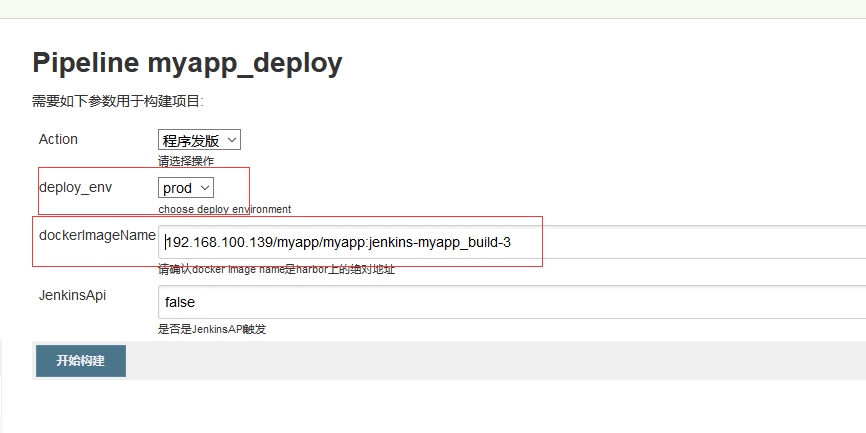 Pipeline myapp_deploy
需要如下参数用于构建项目:
Action
程序发版
请选择操作
deploy_env
prod
choose deploy environment
dockerImageName
192.168.100.139/myapp/myapp:jenkins-myapp_build-3
请确认docker image name是harbor上的绝对地址
JenkinsApi
false
是否是JenkinsAPI触发
开始构建